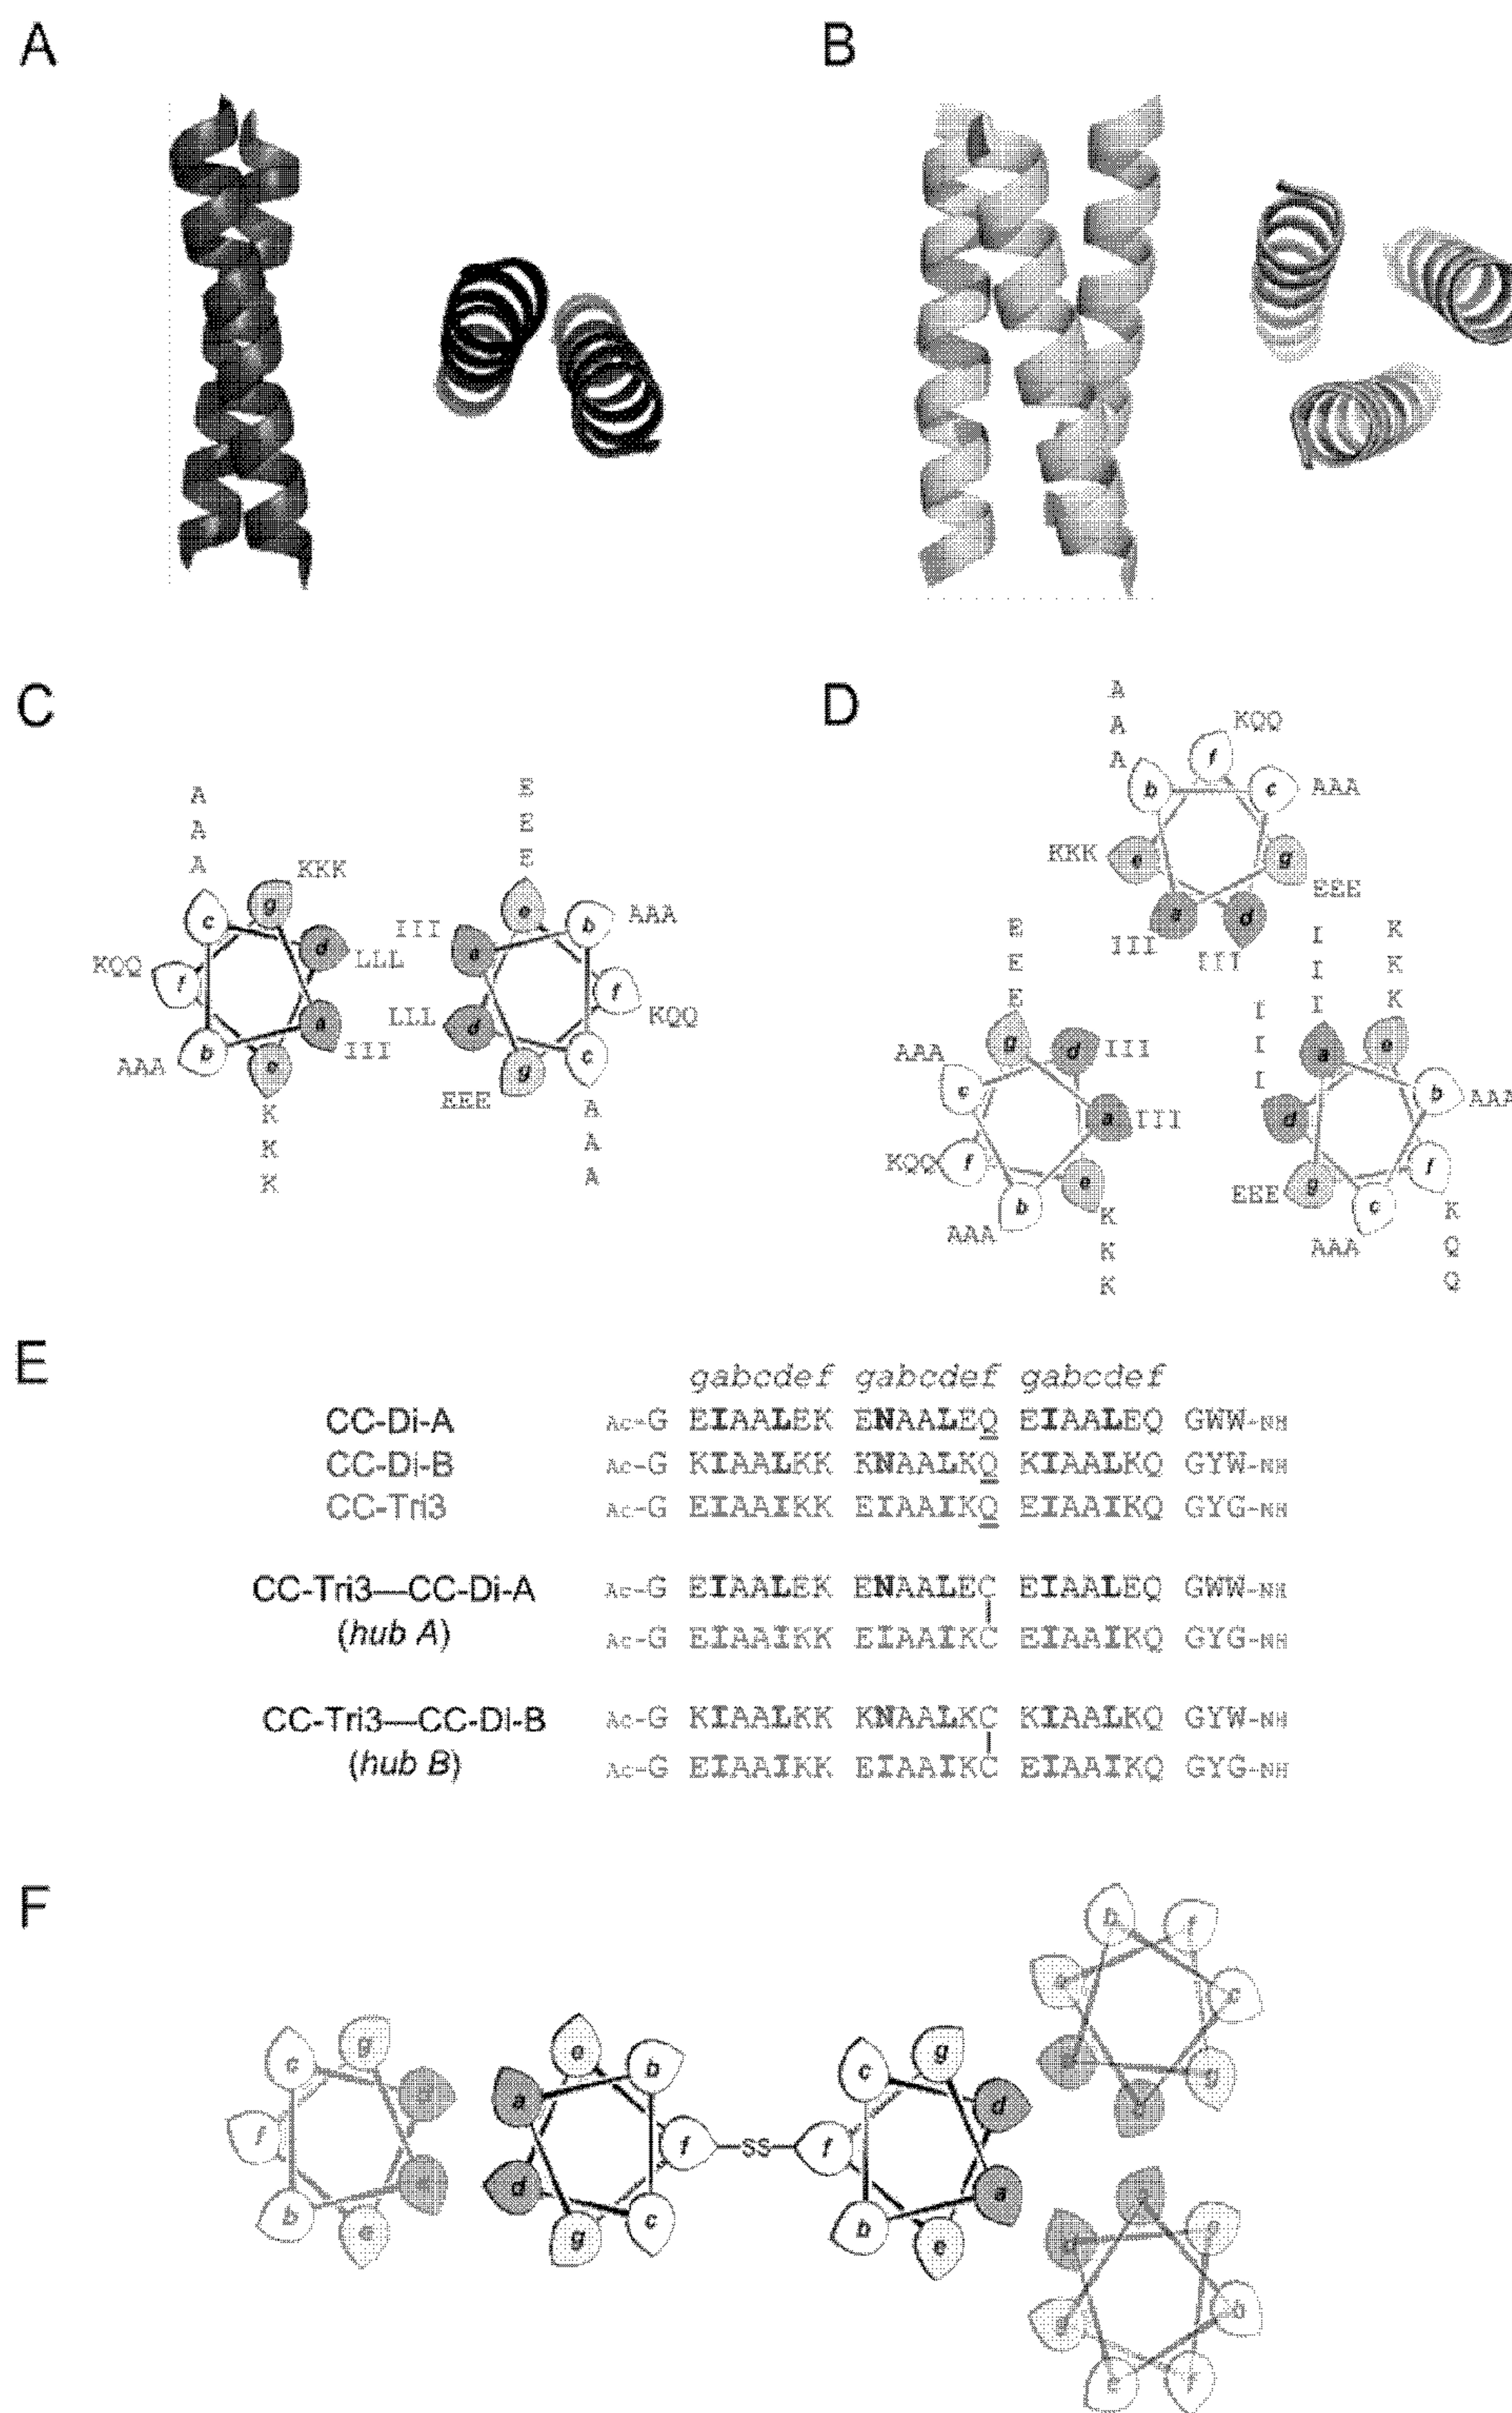 A
B
C
A
A
A
KKK
c
g
d
LLL
KQQ
f
a
III
AAA
b
e
K
K
K
E
E
E
e
b
AAA
III
a
f
KQQ
LLL
d
c
g
EEE
A
A
A
D
A
A
A
KQQ
f
b
c
AAA
KKK
e
g
EEE
a
d
III
III
E
E
E
g
d
III
AAA
c
a
III
KQQ
f
e
b
AAA
K
K
K
I
I
I
K
K
K
I
I
I
a
e
b
AAA
d
f
EEE
g
c
AAA
K
Q
Q
E
gabcdef gabcdef gabcdef
CC-Di-A Ac-G EIAALEK ENAALEQ EIAALEQ GWW-NH
CC-Di-B Ac-G KIAALKK KNAALKQ KIAALKQ GYW-NH
CC-Tri3 Ac-G EIAAIKK EIAAIKQ EIAAIKQ GYG-NH
CC-Tri3—CC-Di-A Ac-G EIAALEK ENAALEC EIAALEQ GWW-NH
(hub A) Ac-G EIAAIKK EIAAIKC EIAAIKQ GYG-NH
CC-Tri3—CC-Di-B Ac-G KIAALKK KNAALKC KIAALKQ GYW-NH
(hub B) Ac-G EIAAIKK EIAAIKC EIAAIKQ GYG-NH
F
c
g
f
b
e
e
b
a
f
d
c
g
SS
c
g
d
f
a
b
e
b
f
c
g
d
g